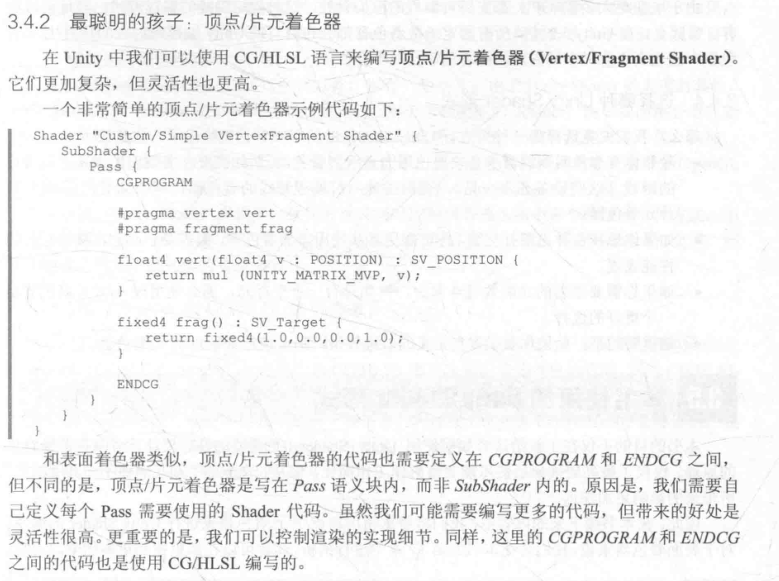 3.4.2 最聪明的孩子：顶点/片元着色器
在 Unity 中我们可以使用 CG/HLSL 语言来编写顶点/片元着色器（Vertex/Fragment Shader）。
它们更加复杂，但灵活性也更高。
一个非常简单的顶点/片元着色器示例代码如下：
Shader "Custom/Simple VertexFragment Shader" {
SubShader {
Pass {
CGPROGRAM
#pragma vertex vert
#pragma fragment frag
float4 vert(float4 v : POSITION) : SV_POSITION {
return mul (UNITY_MATRIX_MVP, v);
}
fixed4 frag() : SV_Target {
return fixed4(1.0,0.0,0.0,1.0);
}
ENDCG
}
}
}
和表面着色器类似，顶点/片元着色器的代码也需要定义在 CGPROGRAM 和 ENDCG 之间，
但不同的是，顶点/片元着色器是写在 Pass 语义块内，而非 SubShader 内的。原因是，我们需要自
己定义每个 Pass 需要使用的 Shader 代码。虽然我们可能需要编写更多的代码，但带来的好处是
灵活性很高。更重要的是，我们可以控制渲染的实现细节。同样，这里的 CGPROGRAM 和 ENDCG
之间的代码也是使用 CG/HLSL 编写的。